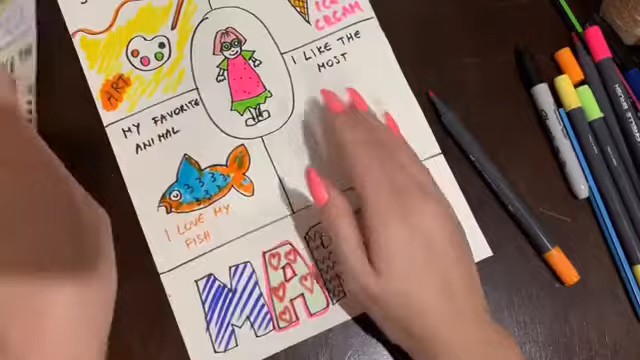 ART
ICE
CREAM
I LIKE THE
MOST
MY FAVORITE
ANIMAL
I LOVE MY
FISH
MA